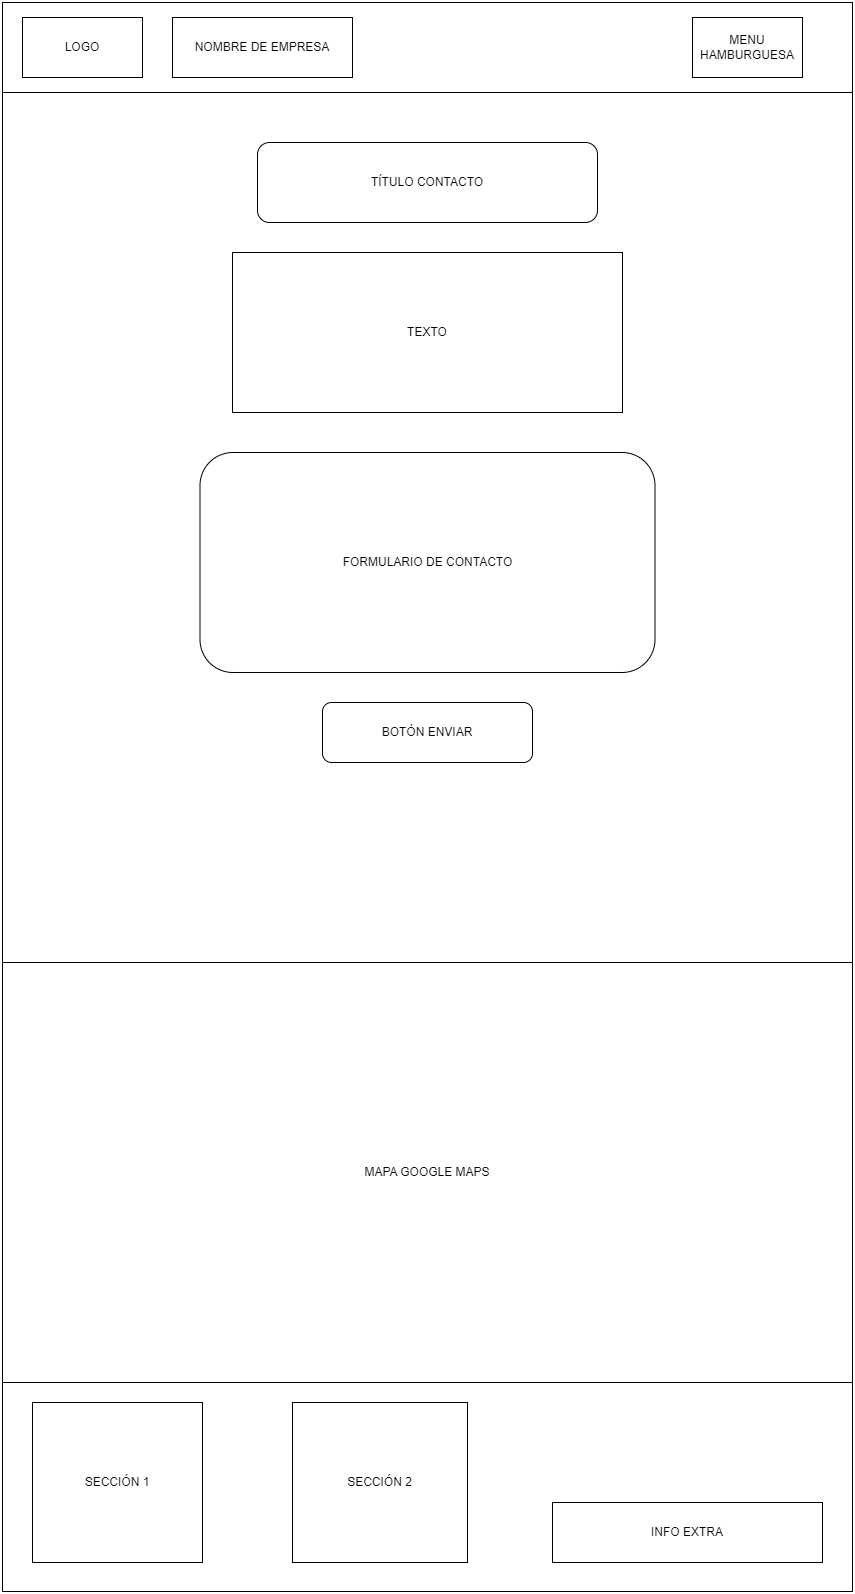 LOGO
NOMBRE DE EMPRESA
MENU
HAMBURGUESA
TÍTULO CONTACTO
TEXTO
FORMULARIO DE CONTACTO
BOTÓN ENVIAR
MAPA GOOGLE MAPS
SECCIÓN 1
SECCIÓN 2
INFO EXTRA